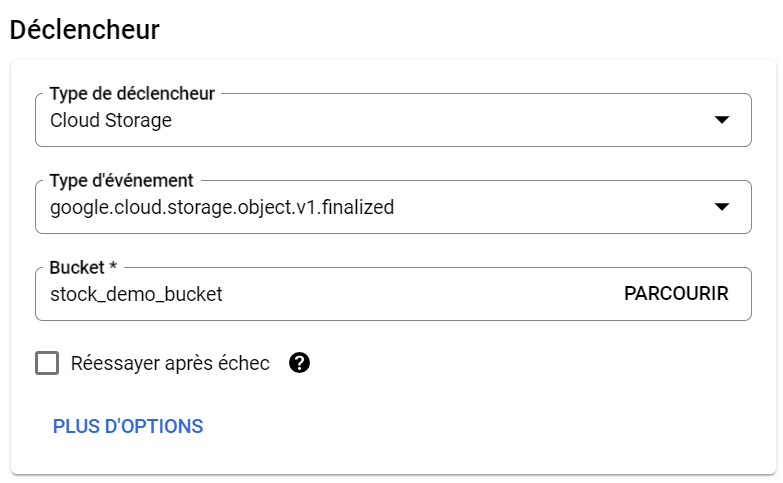 Déclencheur
Type de déclencheur
Cloud Storage
Type d'événement
google.cloud.storage.object.v1.finalized
Bucket *
stock_demo_bucket
PARCOURIR
Réessayer après échec ?
PLUS D'OPTIONS